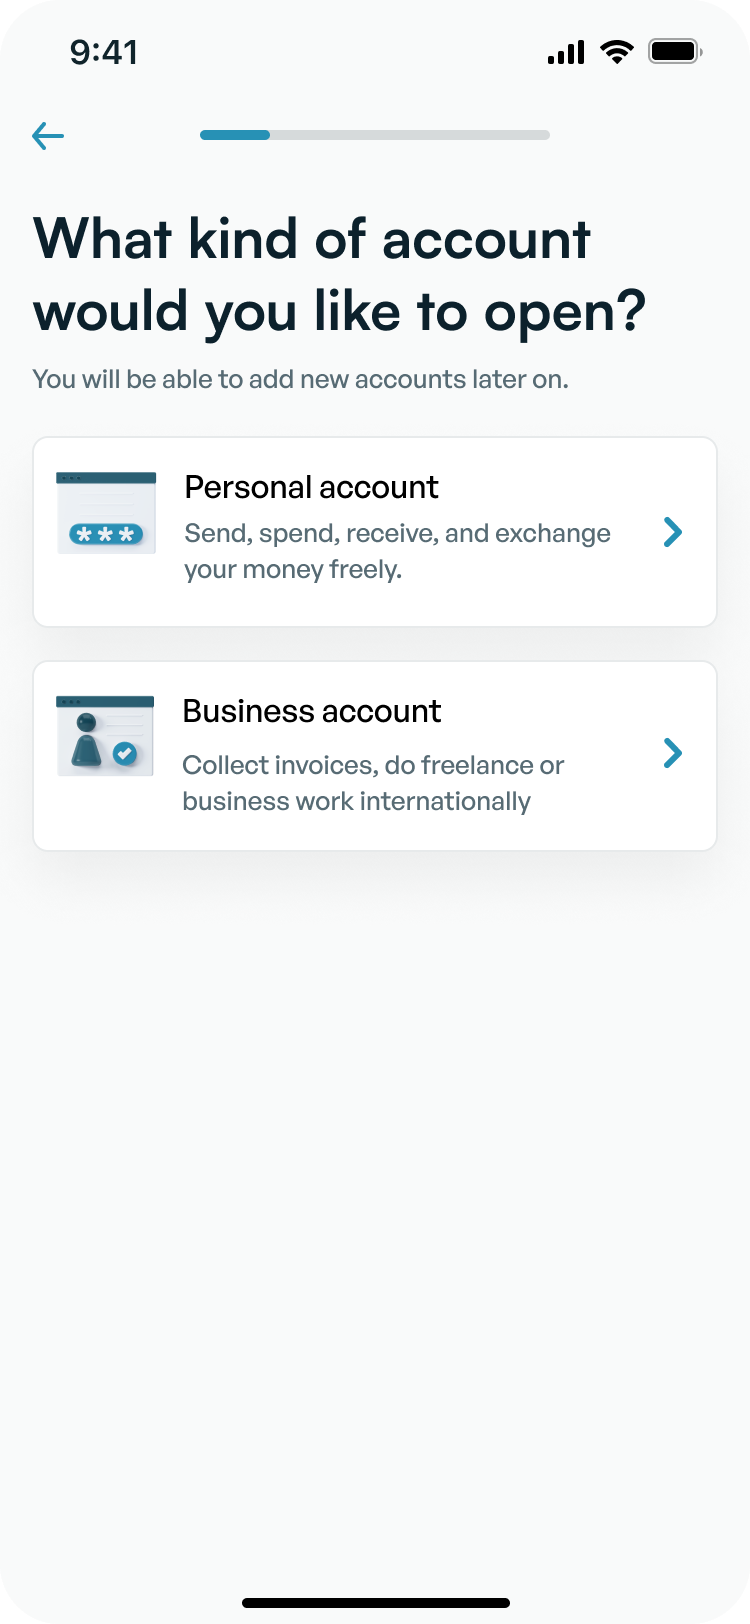 9:41
What kind of account
would you like to open?
You will be able to add new accounts later on.
Personal account
Send, spend, receive, and exchange
your money freely.
Business account
Collect invoices, do freelance or
business work internationally